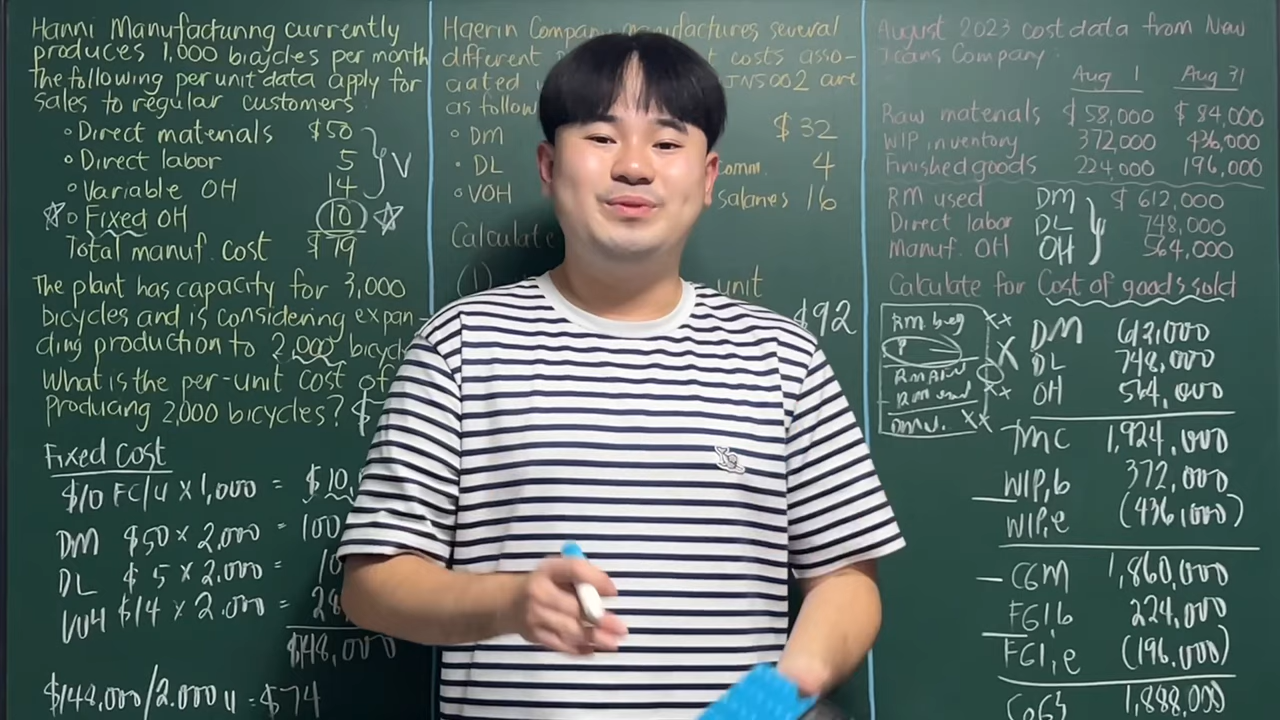 Hanni Manufacturing currently
produces 1,000 bicycles per month
The following per unit data apply for
sales to regular customers:
• Direct materials $50
• Direct labor 5
• Variable OH 14
• Fixed OH 10
Total manuf. cost $79
} V
The plant has capacity for 3,000
bicycles and is considering expan-
ding production to 2,000
What is the per-unit cost of
producing 2,000 bicycles? $
Fixed Cost
$10 FC/u x 1,000 = $10,
DM $50 x 2,000 = 100
DL $5 x 2,000 = 10
VOH $14 x 2,000 = 28
$148,000
$148,000/2,000 u = $74
Haerin Company manufactures several
different costs asso-
ciated JNS002 are
as follow
• DM $32
• DL comm. 4
• VOH salaries 16
Calculate
(1) unit
$92
August 2023 cost data from New
Jeans Company:
Aug 1 Aug 31
Raw materials $58,000 $84,000
WIP inventory 372,000 436,000
Finished goods 224,000 196,000
RM used DM $612,000
Direct labor DL 748,000
Manuf. OH OH 564,000
Calculate for Cost of goods sold
RM beg xx
P
RM used
DMU. xx
DM 612,000
DL 748,000
OH 564,000
TMC 1,924,000
WIP,b 372,000
WIP,e (436,000)
CGM 1,860,000
FGI,b 224,000
FGI,e (196,000)
COGS 1,888,000